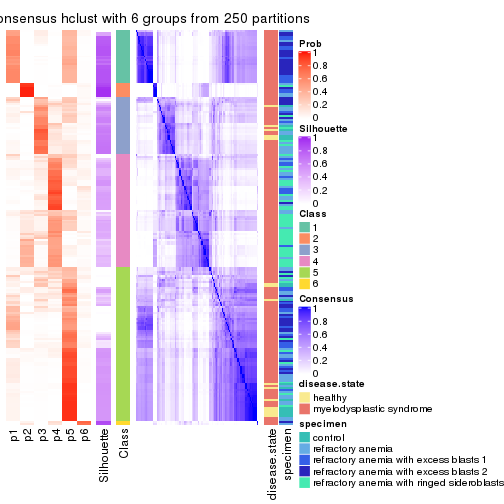 onsensus hclust with 6 groups from 250 partitions
Prob
1
0.8
0.6
0.4
0.2
0
Silhouette
1
0.8
0.6
0.4
0.2
0
Class
1
2
3
4
5
6
Consensus
1
0.8
0.6
0.4
0.2
0
disease.state
healthy
myelodysplastic syndrome
specimen
control
refractory anemia
refractory anemia with excess blasts 1
refractory anemia with excess blasts 2
refractory anemia with ringed sideroblasts
p1
p2
p3
p4
p5
p6
Silhouette
Class
disease.state
specimen